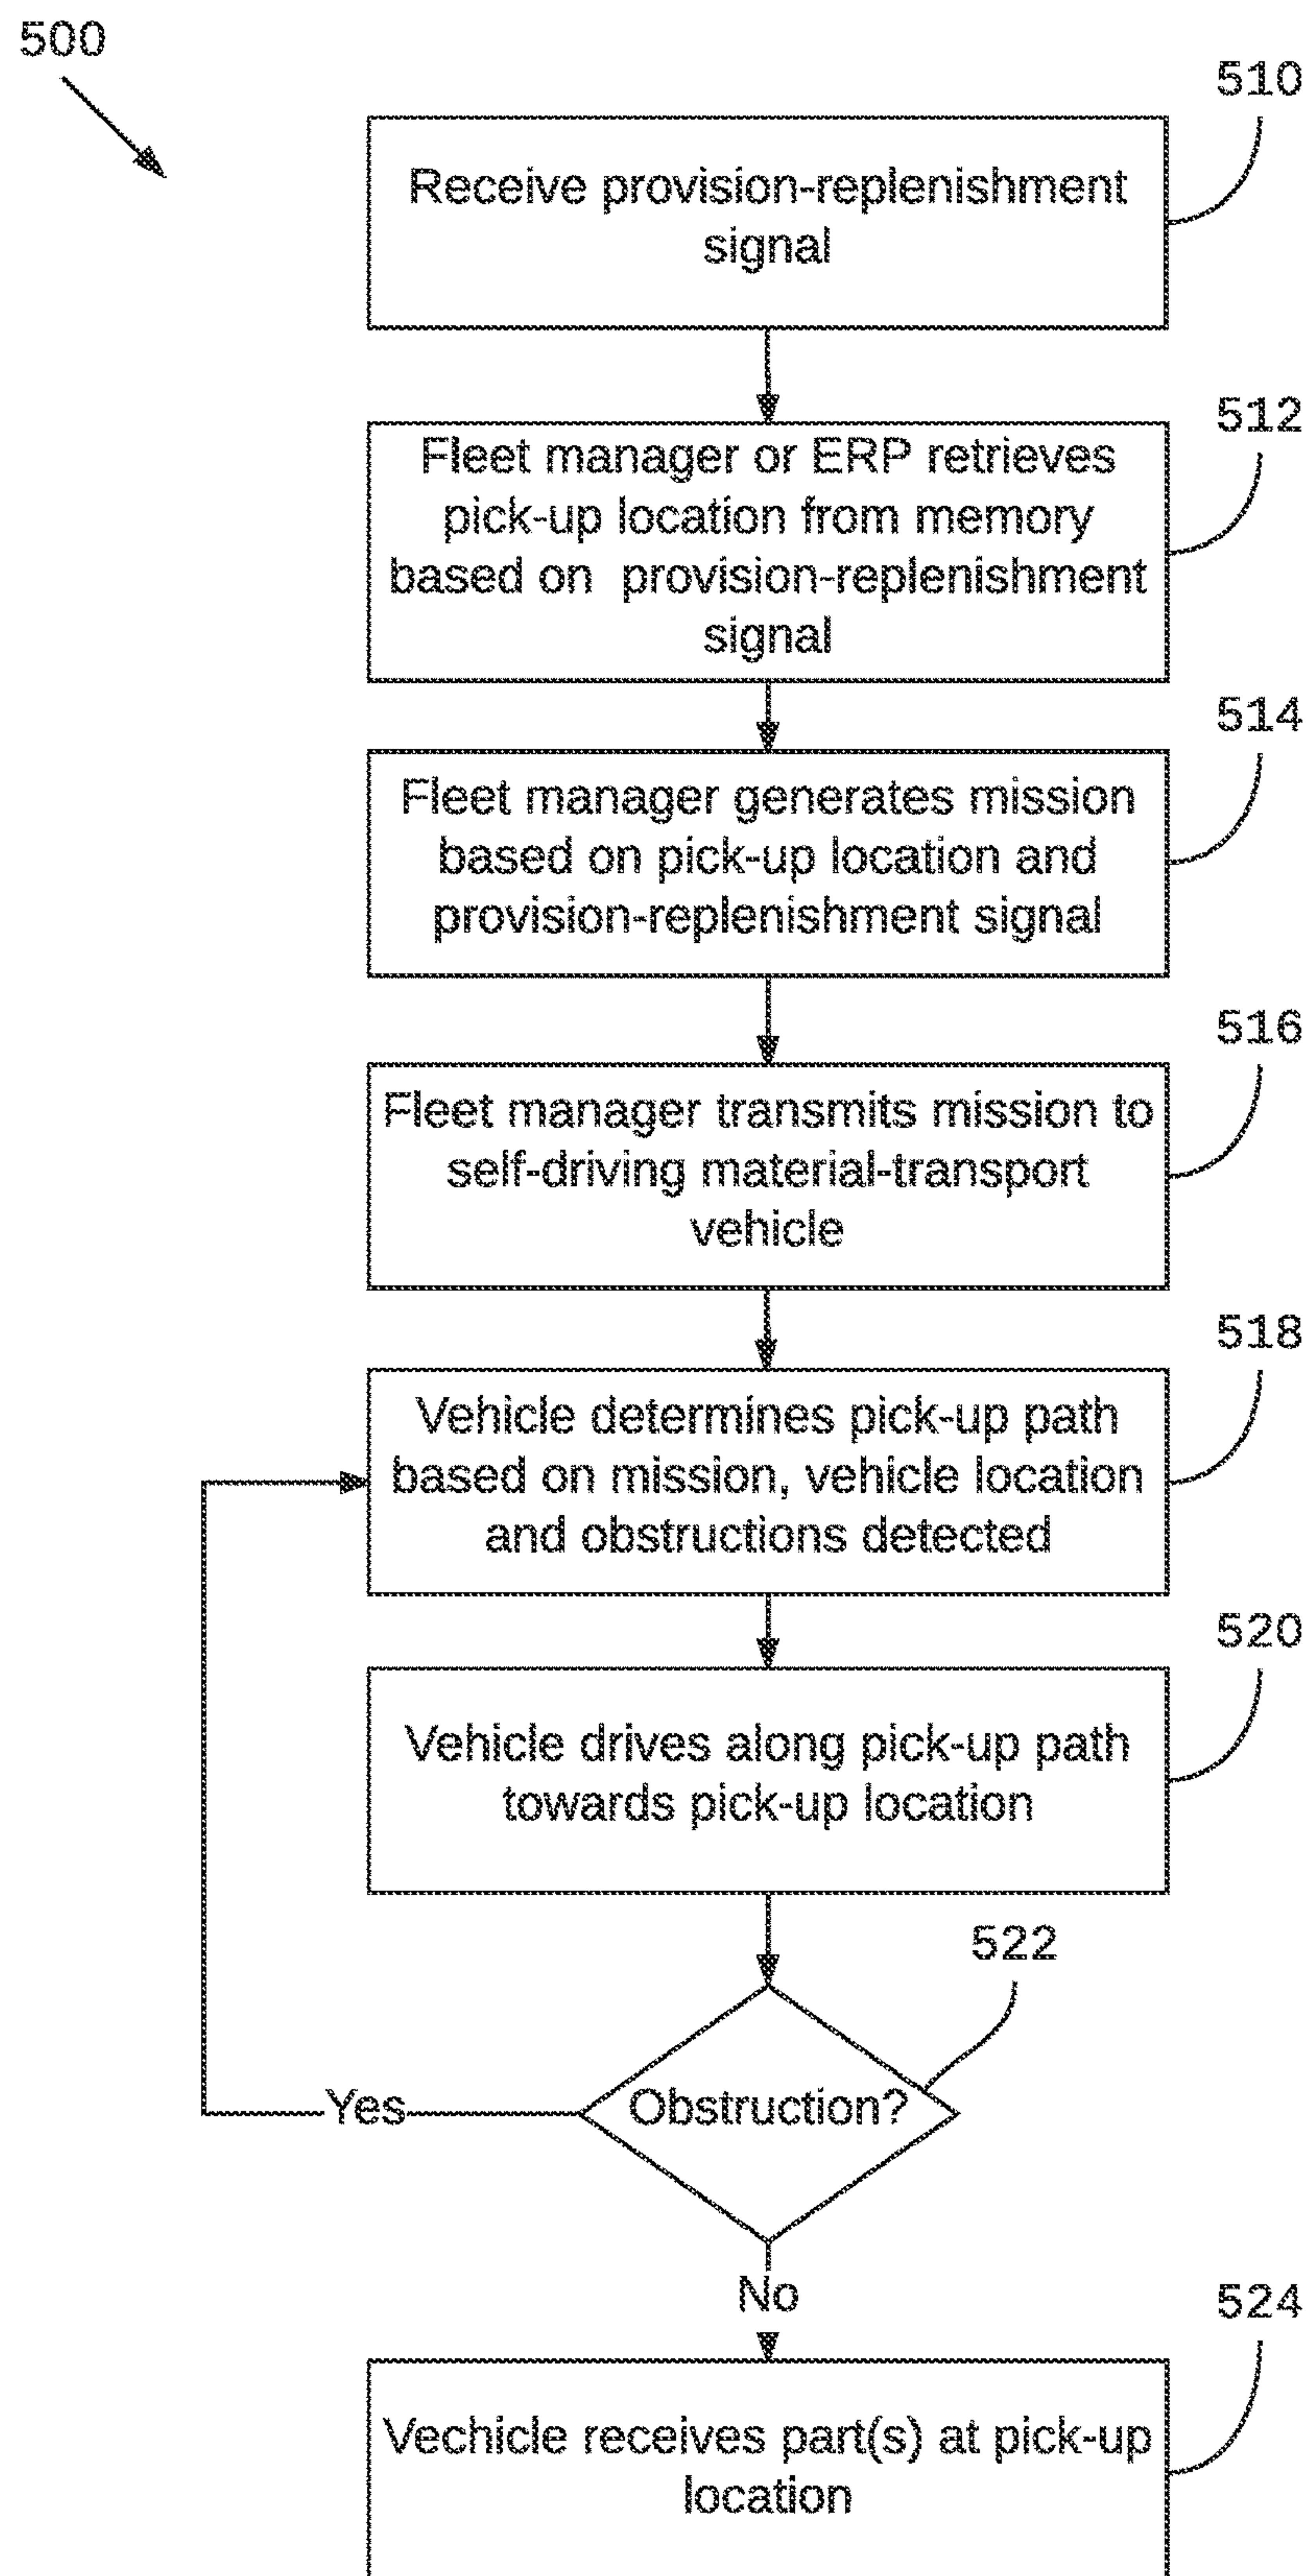 500
510
Receive provision-replenishment
signal
512
Fleet manager or ERP retrieves
pick-up location from memory
based on  provision-replenishment
signal
514
Fleet manager generates mission
based on pick-up location and
provision-replenishment signal
516
Fleet manager transmits mission to
self-driving material-transport
vehicle
518
Vehicle determines pick-up path
based on mission, vehicle location
and obstructions detected
520
Vehicle drives along pick-up path
towards pick-up location
522
Obstruction?
Yes
No
524
Vechicle receives part(s) at pick-up
location